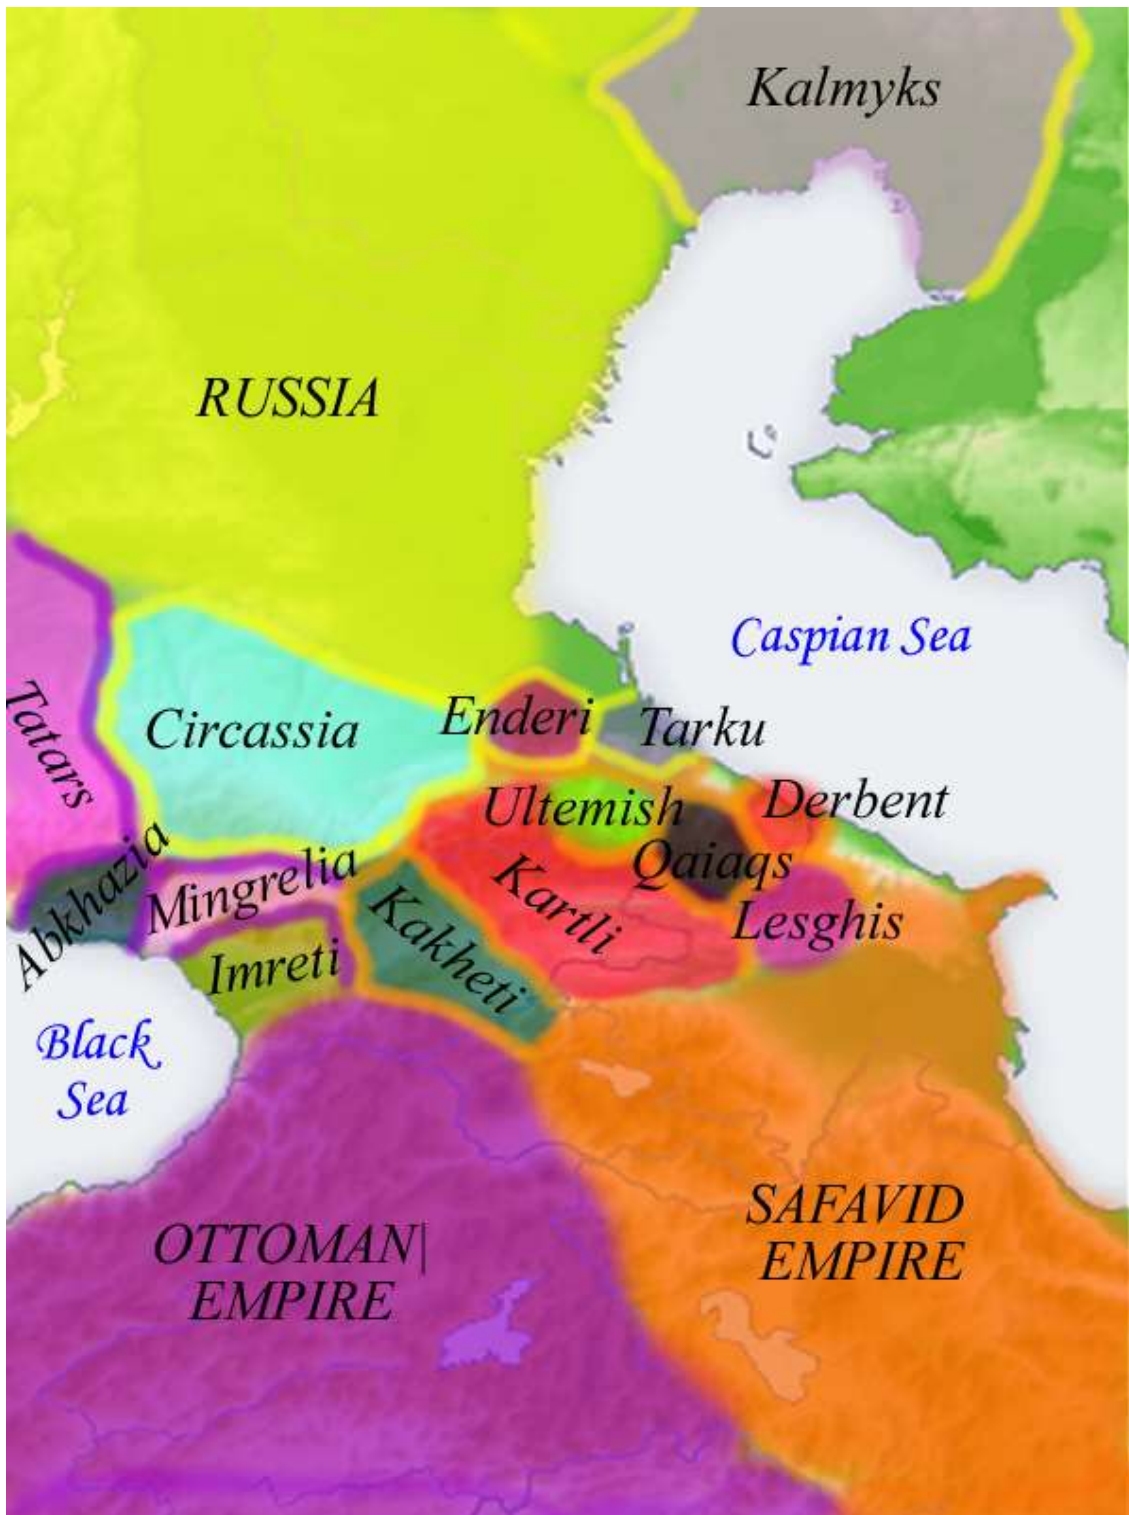 Kalmyks
RUSSIA
Caspian Sea
Tatars
Circassia
Enderi
Tarku
Ultemish
Derbent
Abkhazia
Mingrelia
Qaiaqs
Kartli
Lesghis
Kakheti
Imreti
Black
Sea
SAFAVID
EMPIRE
OTTOMAN|
EMPIRE